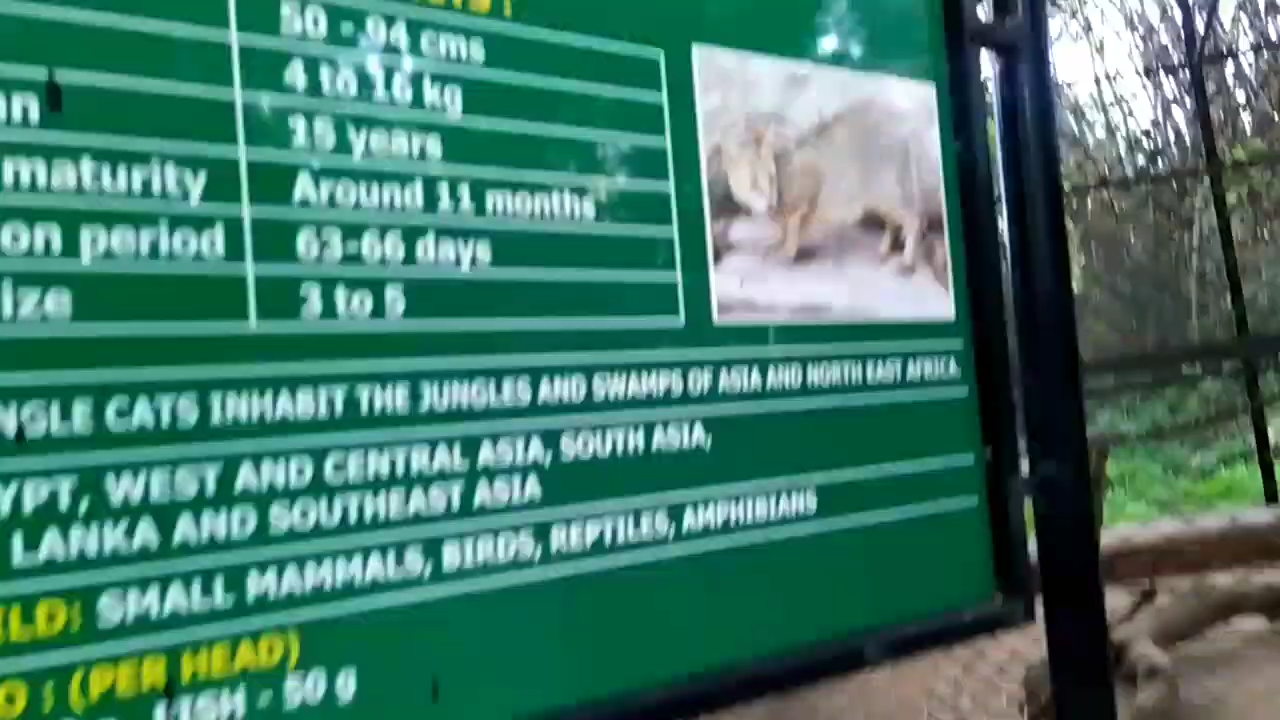 50 - 94 cms
4 to 16 kg
15 years
maturity Around 11 months
on period 63-66 days
ize 3 to 5
NGLE CATS INHABIT THE JUNGLES AND SWAMPS OF ASIA AND NORTH EAST AFRICA.
YPT, WEST AND CENTRAL ASIA, SOUTH ASIA,
LANKA AND SOUTHEAST ASIA
ILD: SMALL MAMMALS, BIRDS, REPTILES, AMPHIBIANS
O : (PER HEAD)
- 50 g